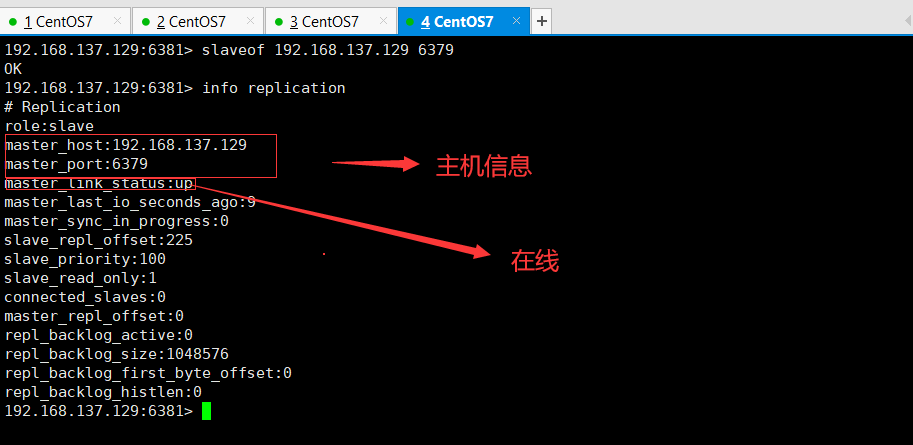 1 CentOS7 2 CentOS7 3 CentOS7 4 CentOS7
192.168.137.129:6381> slaveof 192.168.137.129 6379
OK
192.168.137.129:6381> info replication
# Replication
role:slave
master_host:192.168.137.129
master_port:6379
主机信息
master_link_status:up
master_last_io_seconds_ago:9
master_sync_in_progress:0
slave_repl_offset:225
slave_priority:100
在线
slave_read_only:1
connected_slaves:0
master_repl_offset:0
repl_backlog_active:0
repl_backlog_size:1048576
repl_backlog_first_byte_offset:0
repl_backlog_histlen:0
192.168.137.129:6381>